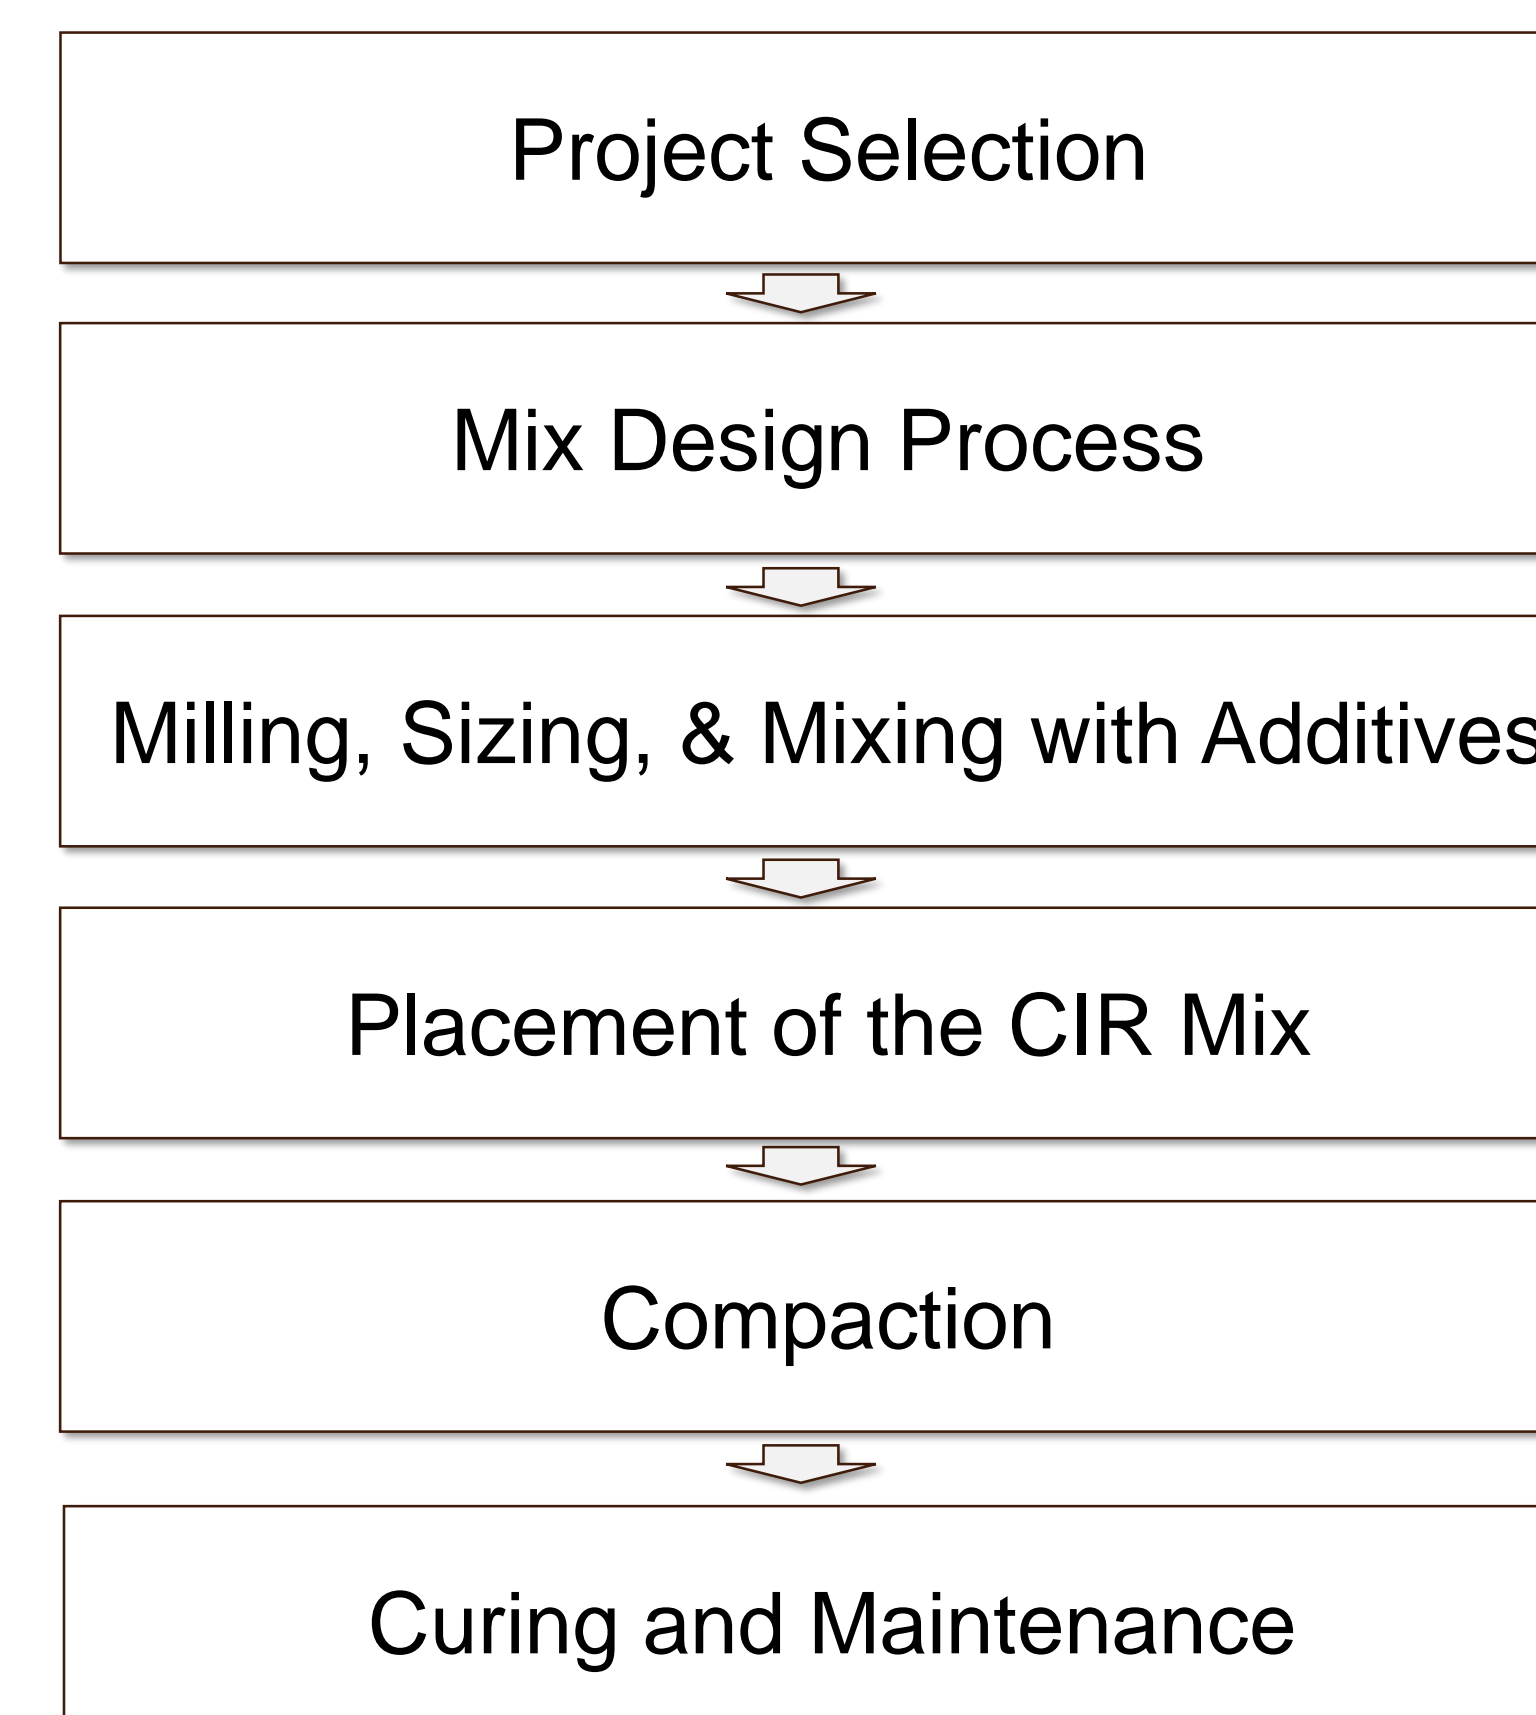 Project Selection
Mix Design Process
Milling, Sizing, & Mixing with Additives
Placement of the CIR Mix
Compaction
Curing and Maintenance